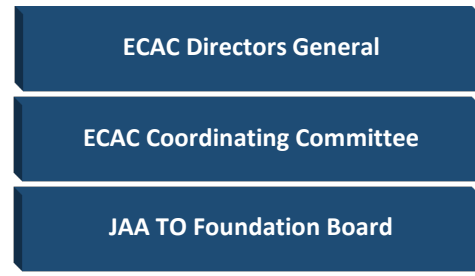 ECAC Directors General
ECAC Coordinating Committee
JAA TO Foundation Board